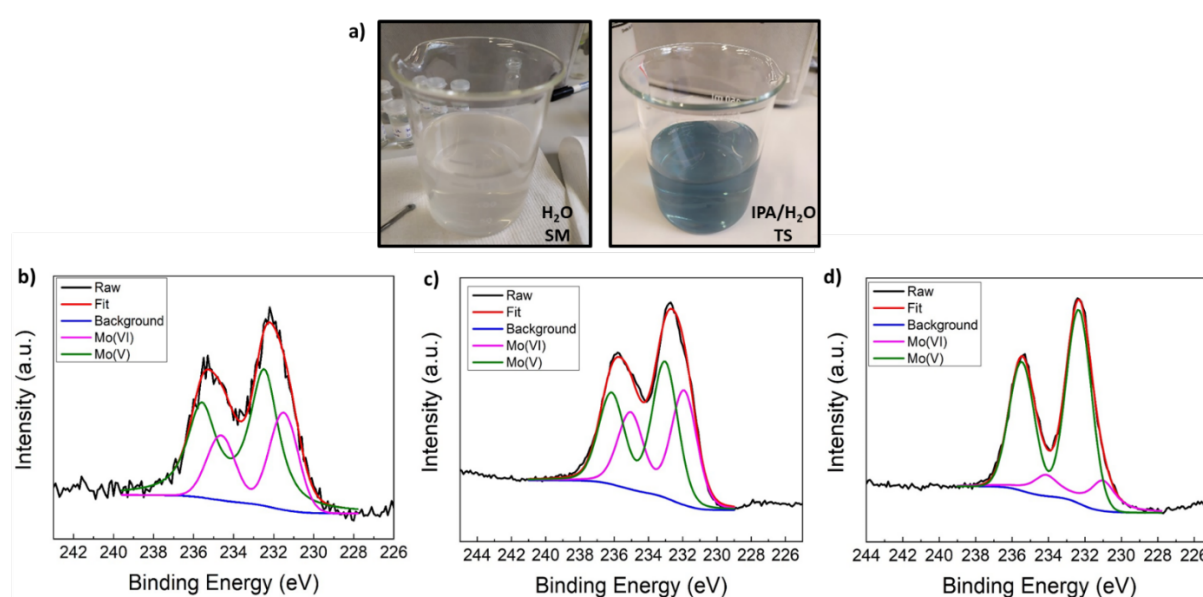 a)
H₂O
SM
IPA/H₂O
TS
b)
Raw
Fit
Background
Mo(VI)
Mo(V)
Intensity (a.u.)
242 240 238 236 234 232 230 228 226
Binding Energy (eV)
c)
Raw
Fit
Background
Mo(VI)
Mo(V)
Intensity (a.u.)
245 240 238 236 234 232 230 228 226
Binding Energy (eV)
d)
Raw
Fit
Background
Mo(VI)
Mo(V)
Intensity (a.u.)
244 242 240 238 236 234 232 230 228 226
Binding Energy (eV)